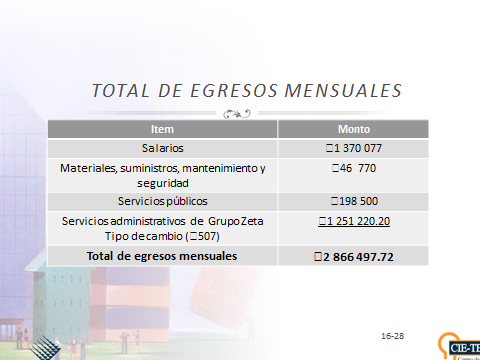 TOTAL DE EGRESOS MENSUALES
Item Monto
Salarios □1 370 077
Materiales, suministros, mantenimiento y
seguridad □46 770
Servicios públicos □198 500
Servicios administrativos de Grupo Zeta
Tipo de cambio (□507) □1 251 220.20
Total de egresos mensuales □2 866 497.72
16-28
CIE-TE